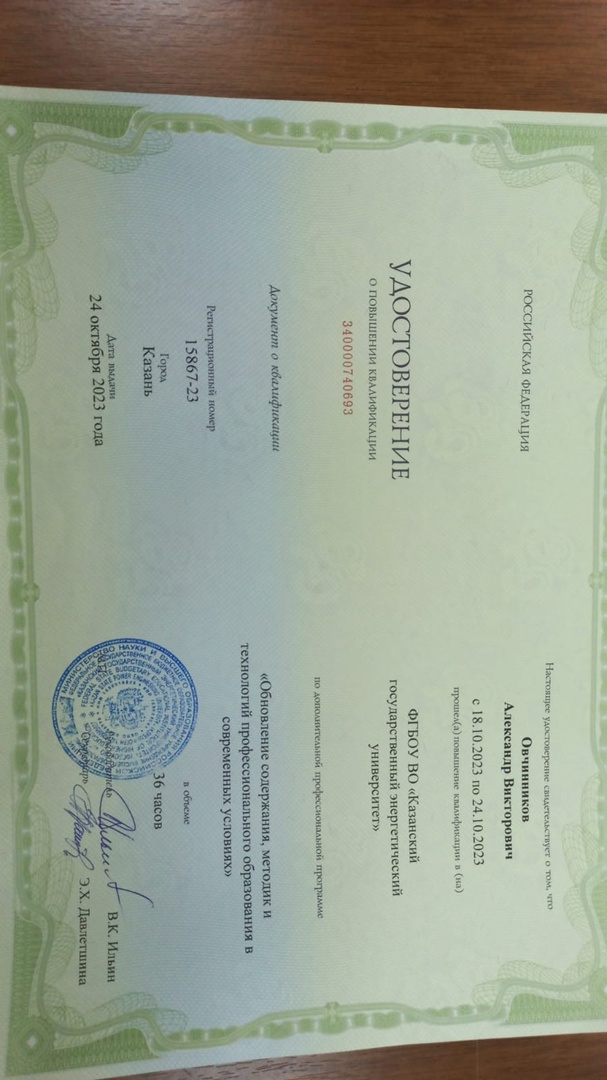 РОССИЙСКАЯ ФЕДЕРАЦИЯ
УДОСТОВЕРЕНИЕ
О ПОВЫШЕНИИ КВАЛИФИКАЦИИ
340000740693
Документ о квалификации
Регистрационный номер
15867-23
Город
Казань
Дата выдачи
24 октября 2023 года
Настоящее удостоверение свидетельствует о том, что
Овчинников
Александр Викторович
прошел(а) повышение квалификации в (на)
с 18.10.2023 по 24.10.2023
ФГБОУ ВО «Казанский
государственный энергетический
университет»
по дополнительной профессиональной программе
«Обновление содержания, методик и
технологий профессионального образования в
современных условиях»
в объеме
36 часов
В.К. Ильин
Секретарь
Э.Х. Давлетшина